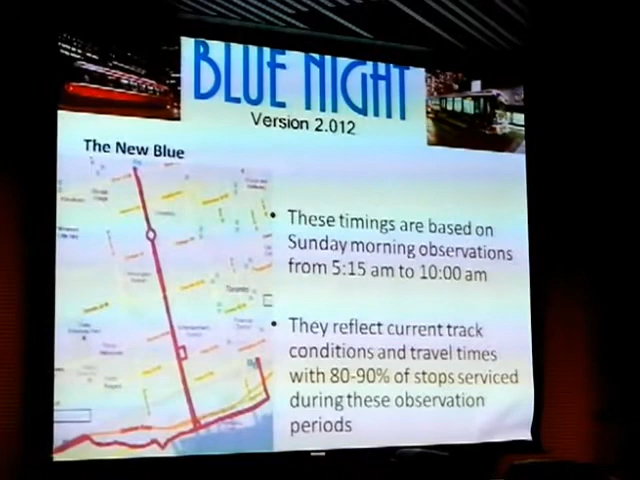 BLUE NIGHT
Version 2.012
The New Blue
• These timings are based on
Sunday morning observations
from 5:15 am to 10:00 am
• They reflect current track
conditions and travel times
with 80-90% of stops serviced
during these observation
periods
Toronto